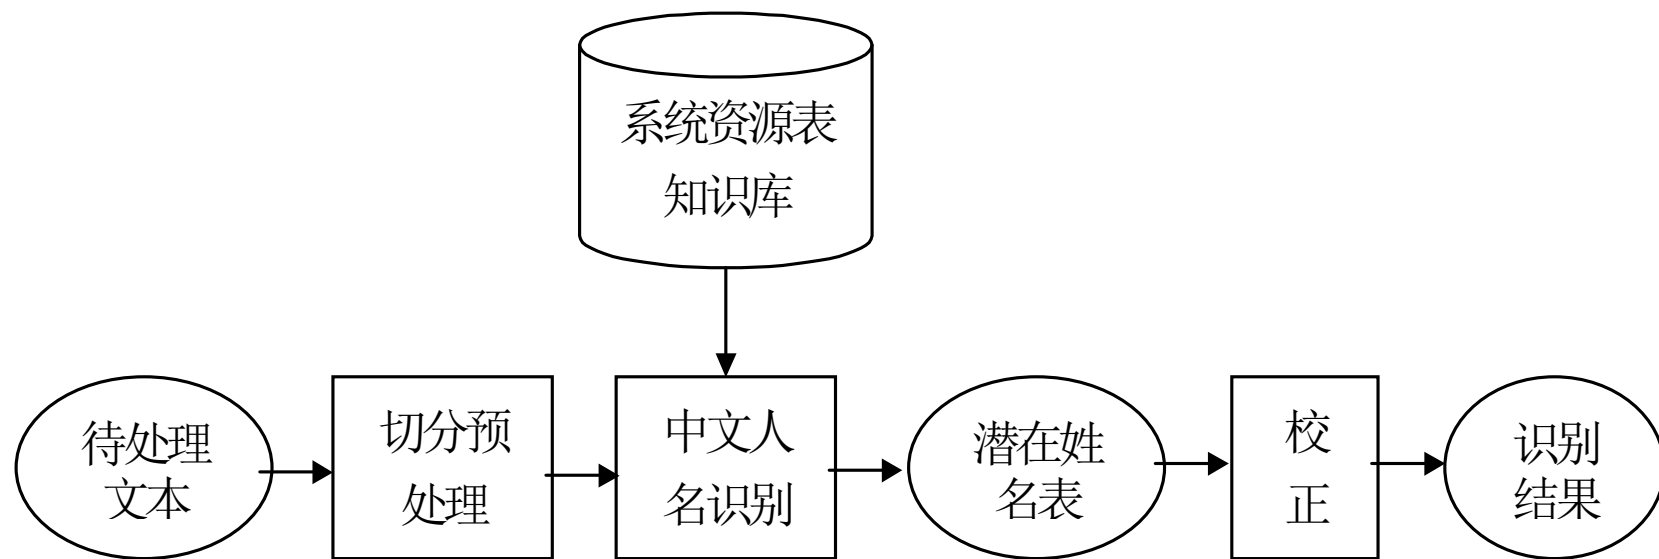 系统资源表
知识库
待处理
文本
切分预
处理
中文人
名识别
潜在姓
名表
校
正
识别
结果